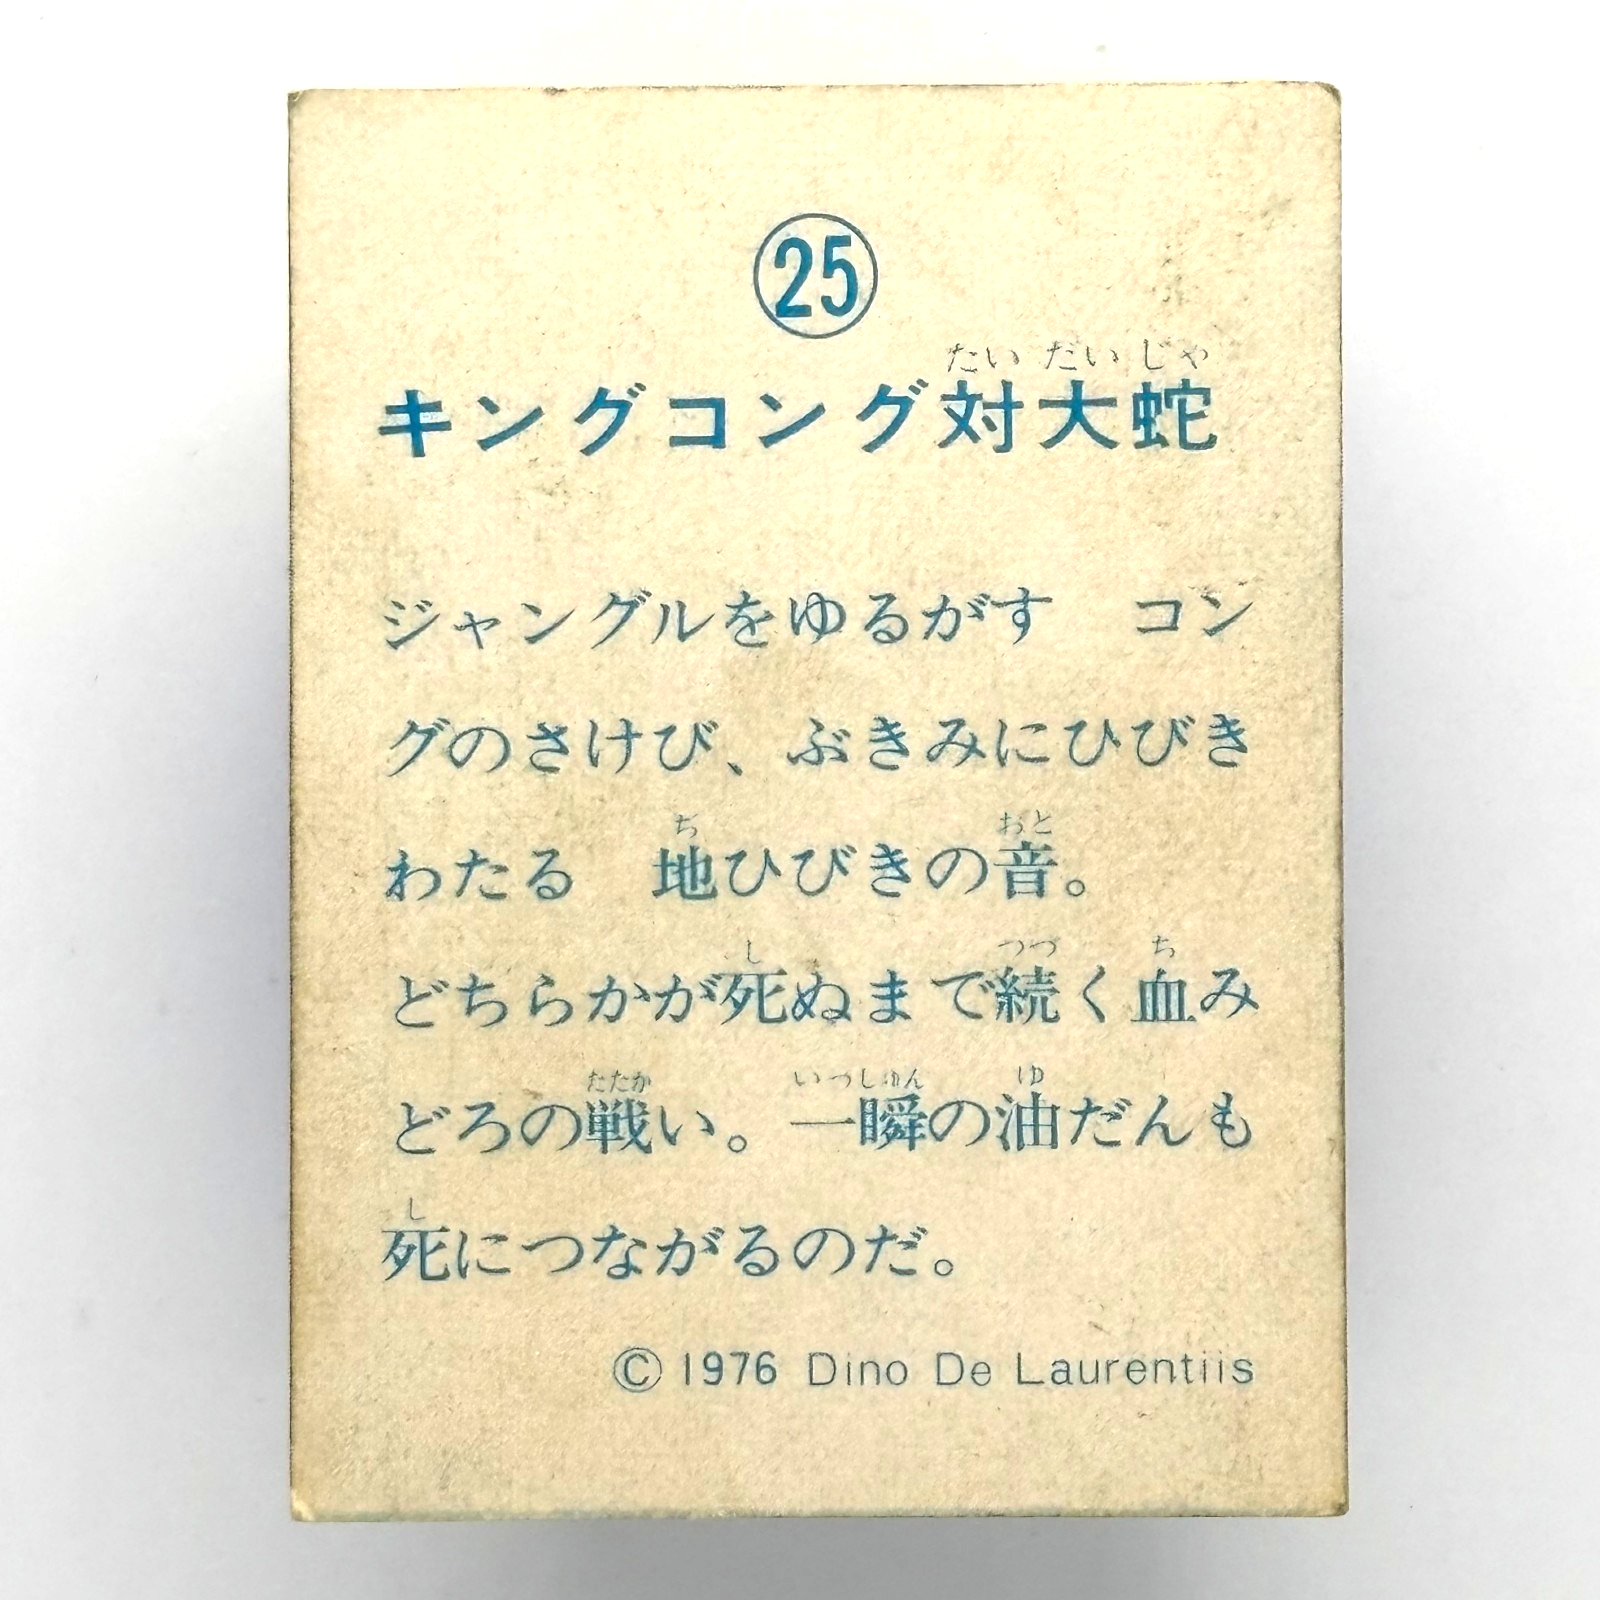 25
たい だい じゃ
キングコング対大蛇
ジャングルをゆるがす　コン
グのさけび、ぶきみにひびき
ぢ おと
わたる　地ひびきの音。
し つづ ち
どちらかが死ぬまで続く血み
たたか いっしゅん ゆ
どろの戦い。一瞬の油だんも
し
死につながるのだ。
© 1976 Dino De Laurentiis